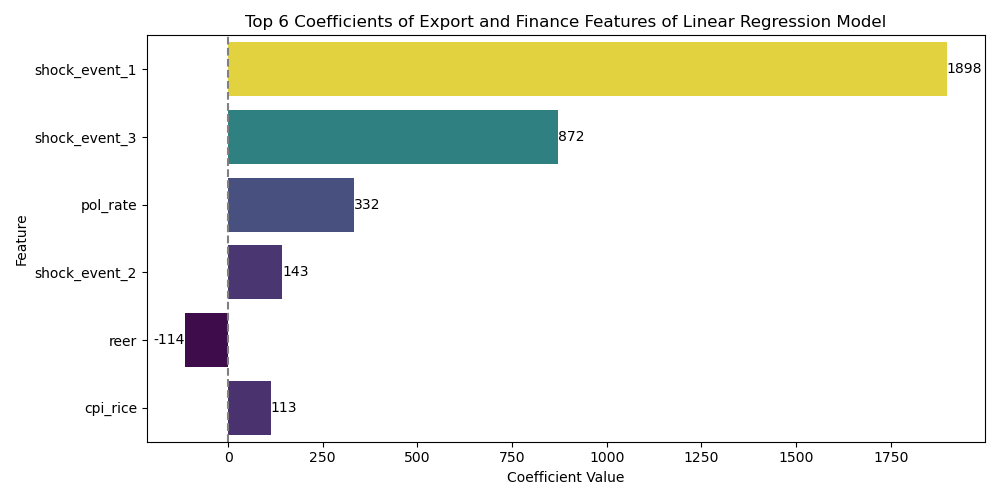 Top 6 Coefficients of Export and Finance Features of Linear Regression Model
Feature
shock_event_1 1898
shock_event_3 872
pol_rate 332
shock_event_2 143
reer -114
cpi_rice 113
0 250 500 750 1000 1250 1500 1750
Coefficient Value